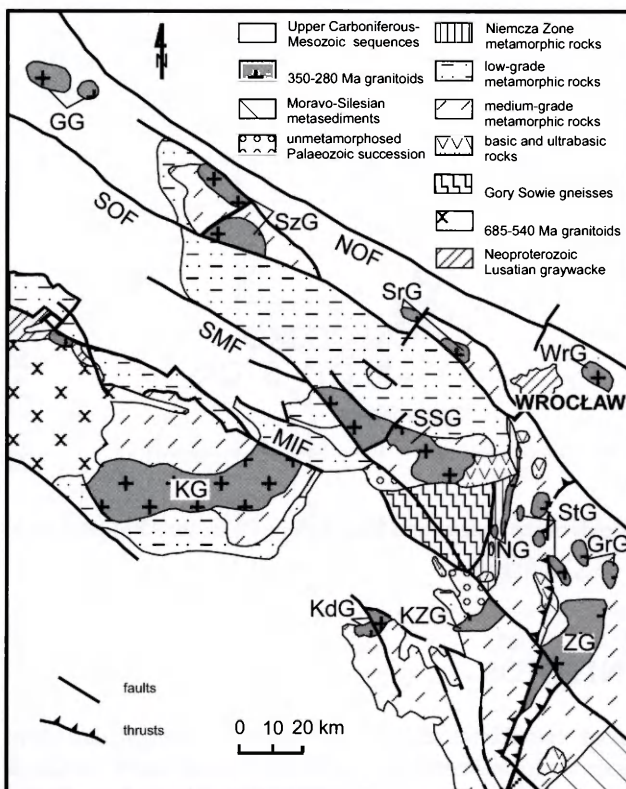 Upper Carboniferous-
Mesozoic sequences
350-280 Ma granitoids
Moravo-Silesian
metasediments
unmetamorphosed
Palaeozoic succession
Niemcza Zone
metamorphic rocks
low-grade
metamorphic rocks
medium-grade
metamorphic rocks
basic and ultrabasic
rocks
Gory Sowie gneisses
685-540 Ma granitoids
Neoproterozoic
Lusatian graywacke
N
GG
SOF
SzG
NOF
SrG
SMF
WrG
WROCŁAW
SSG
MIF
KG
StG
NG
GrG
KdG
KZG
ZG
faults
thrusts
0 10 20 km